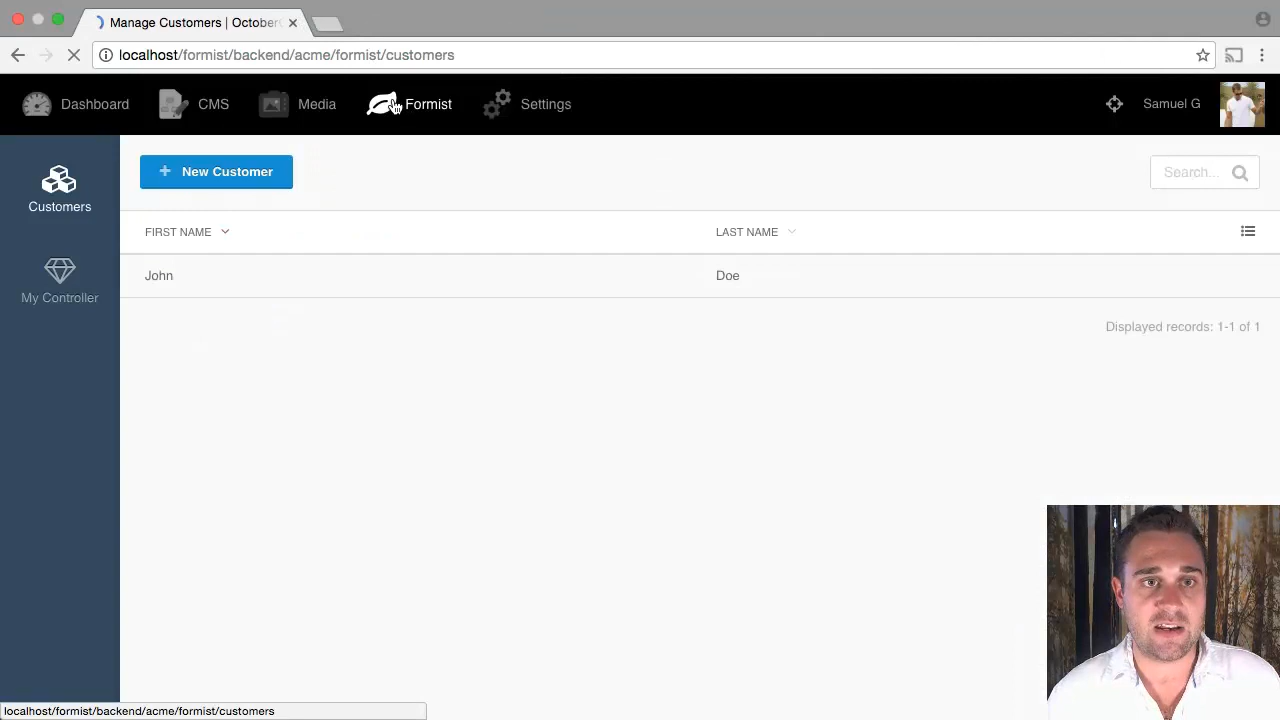 Manage Customers | October
localhost/formist/backend/acme/formist/customers
Dashboard
CMS
Media
Formist
Settings
Samuel G
Customers
My Controller
+ New Customer
Search...
FIRST NAME
LAST NAME
John
Doe
Displayed records: 1-1 of 1
localhost/formist/backend/acme/formist/customers